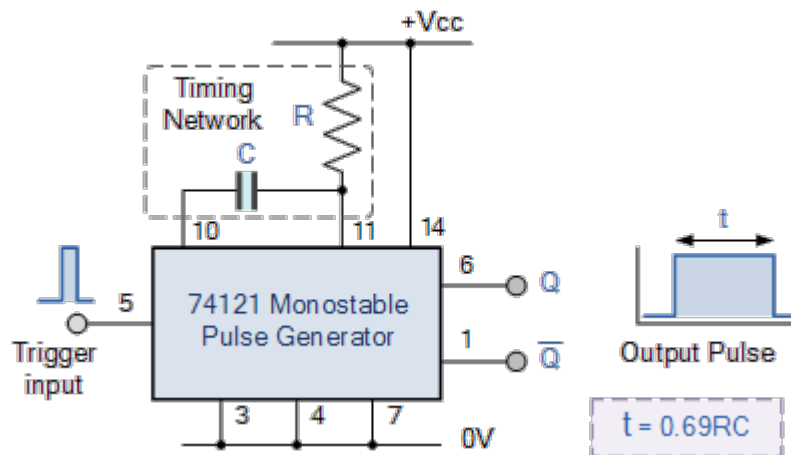 +Vcc
Timing
Network
R
C
10
11
14
5
74121 Monostable
Pulse Generator
6
Q
1
Q̅
t
Trigger
input
3
4
7
0V
Output Pulse
t = 0.69RC